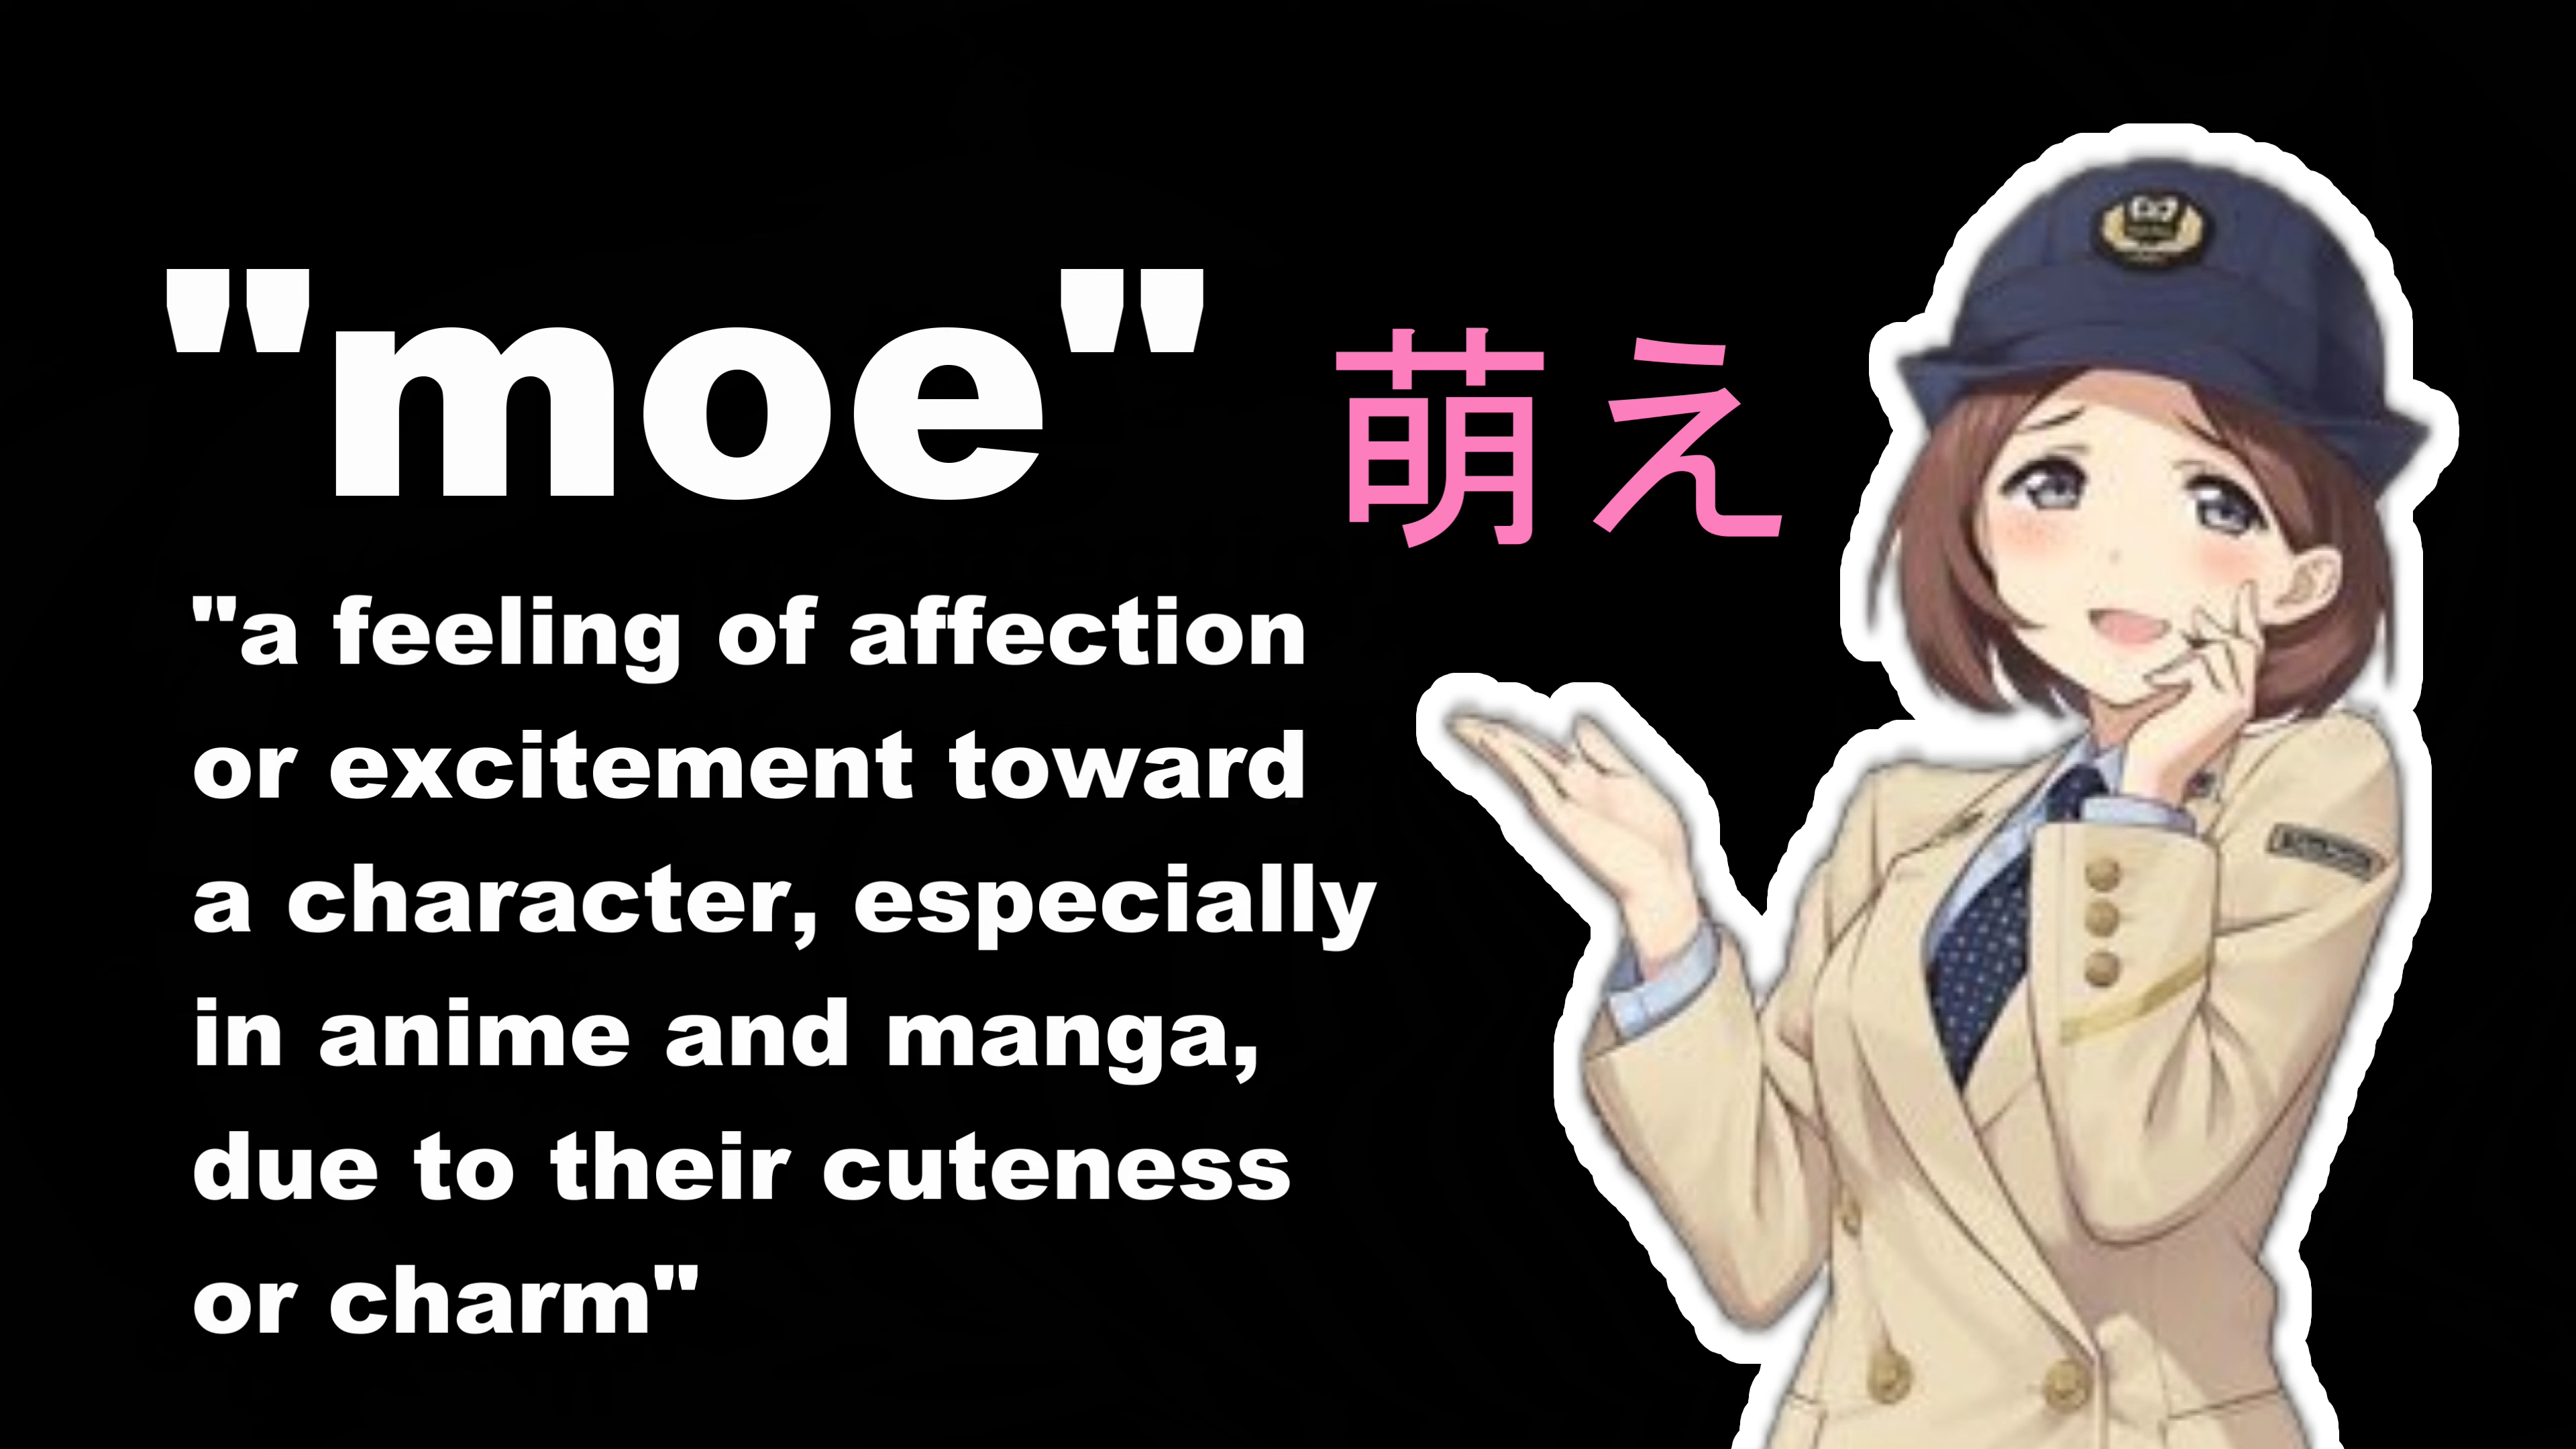 "moe" 萌え
"a feeling of affection
or excitement toward
a character, especially
in anime and manga,
due to their cuteness
or charm"